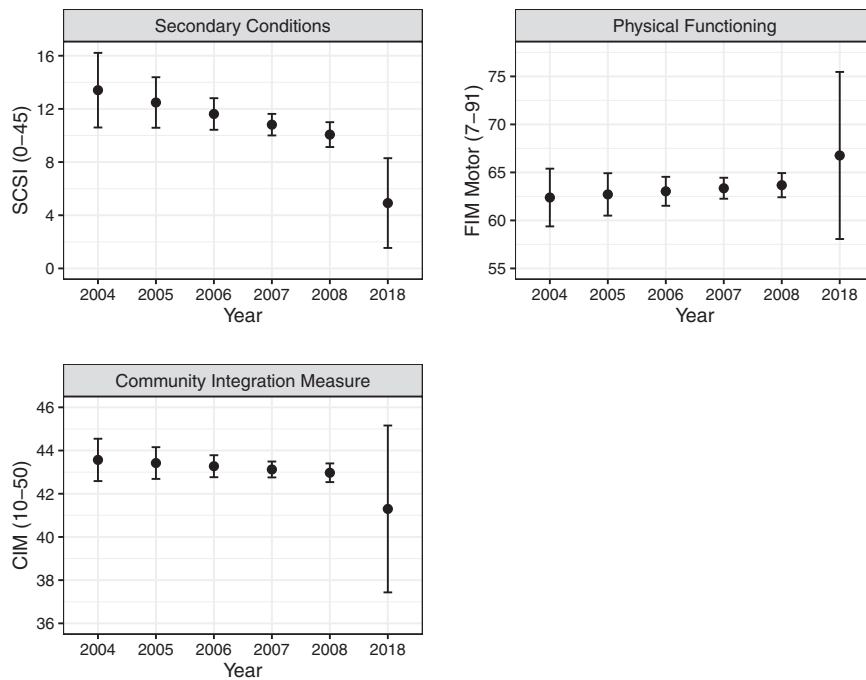 Secondary Conditions
SCSI (0–45)
16
12
8
4
0
2004 2005 2006 2007 2008 2018
Year
Physical Functioning
FIM Motor (7–91)
75
70
65
60
55
2004 2005 2006 2007 2008 2018
Year
Community Integration Measure
CIM (10–50)
46
44
42
40
38
36
2004 2005 2006 2007 2008 2018
Year